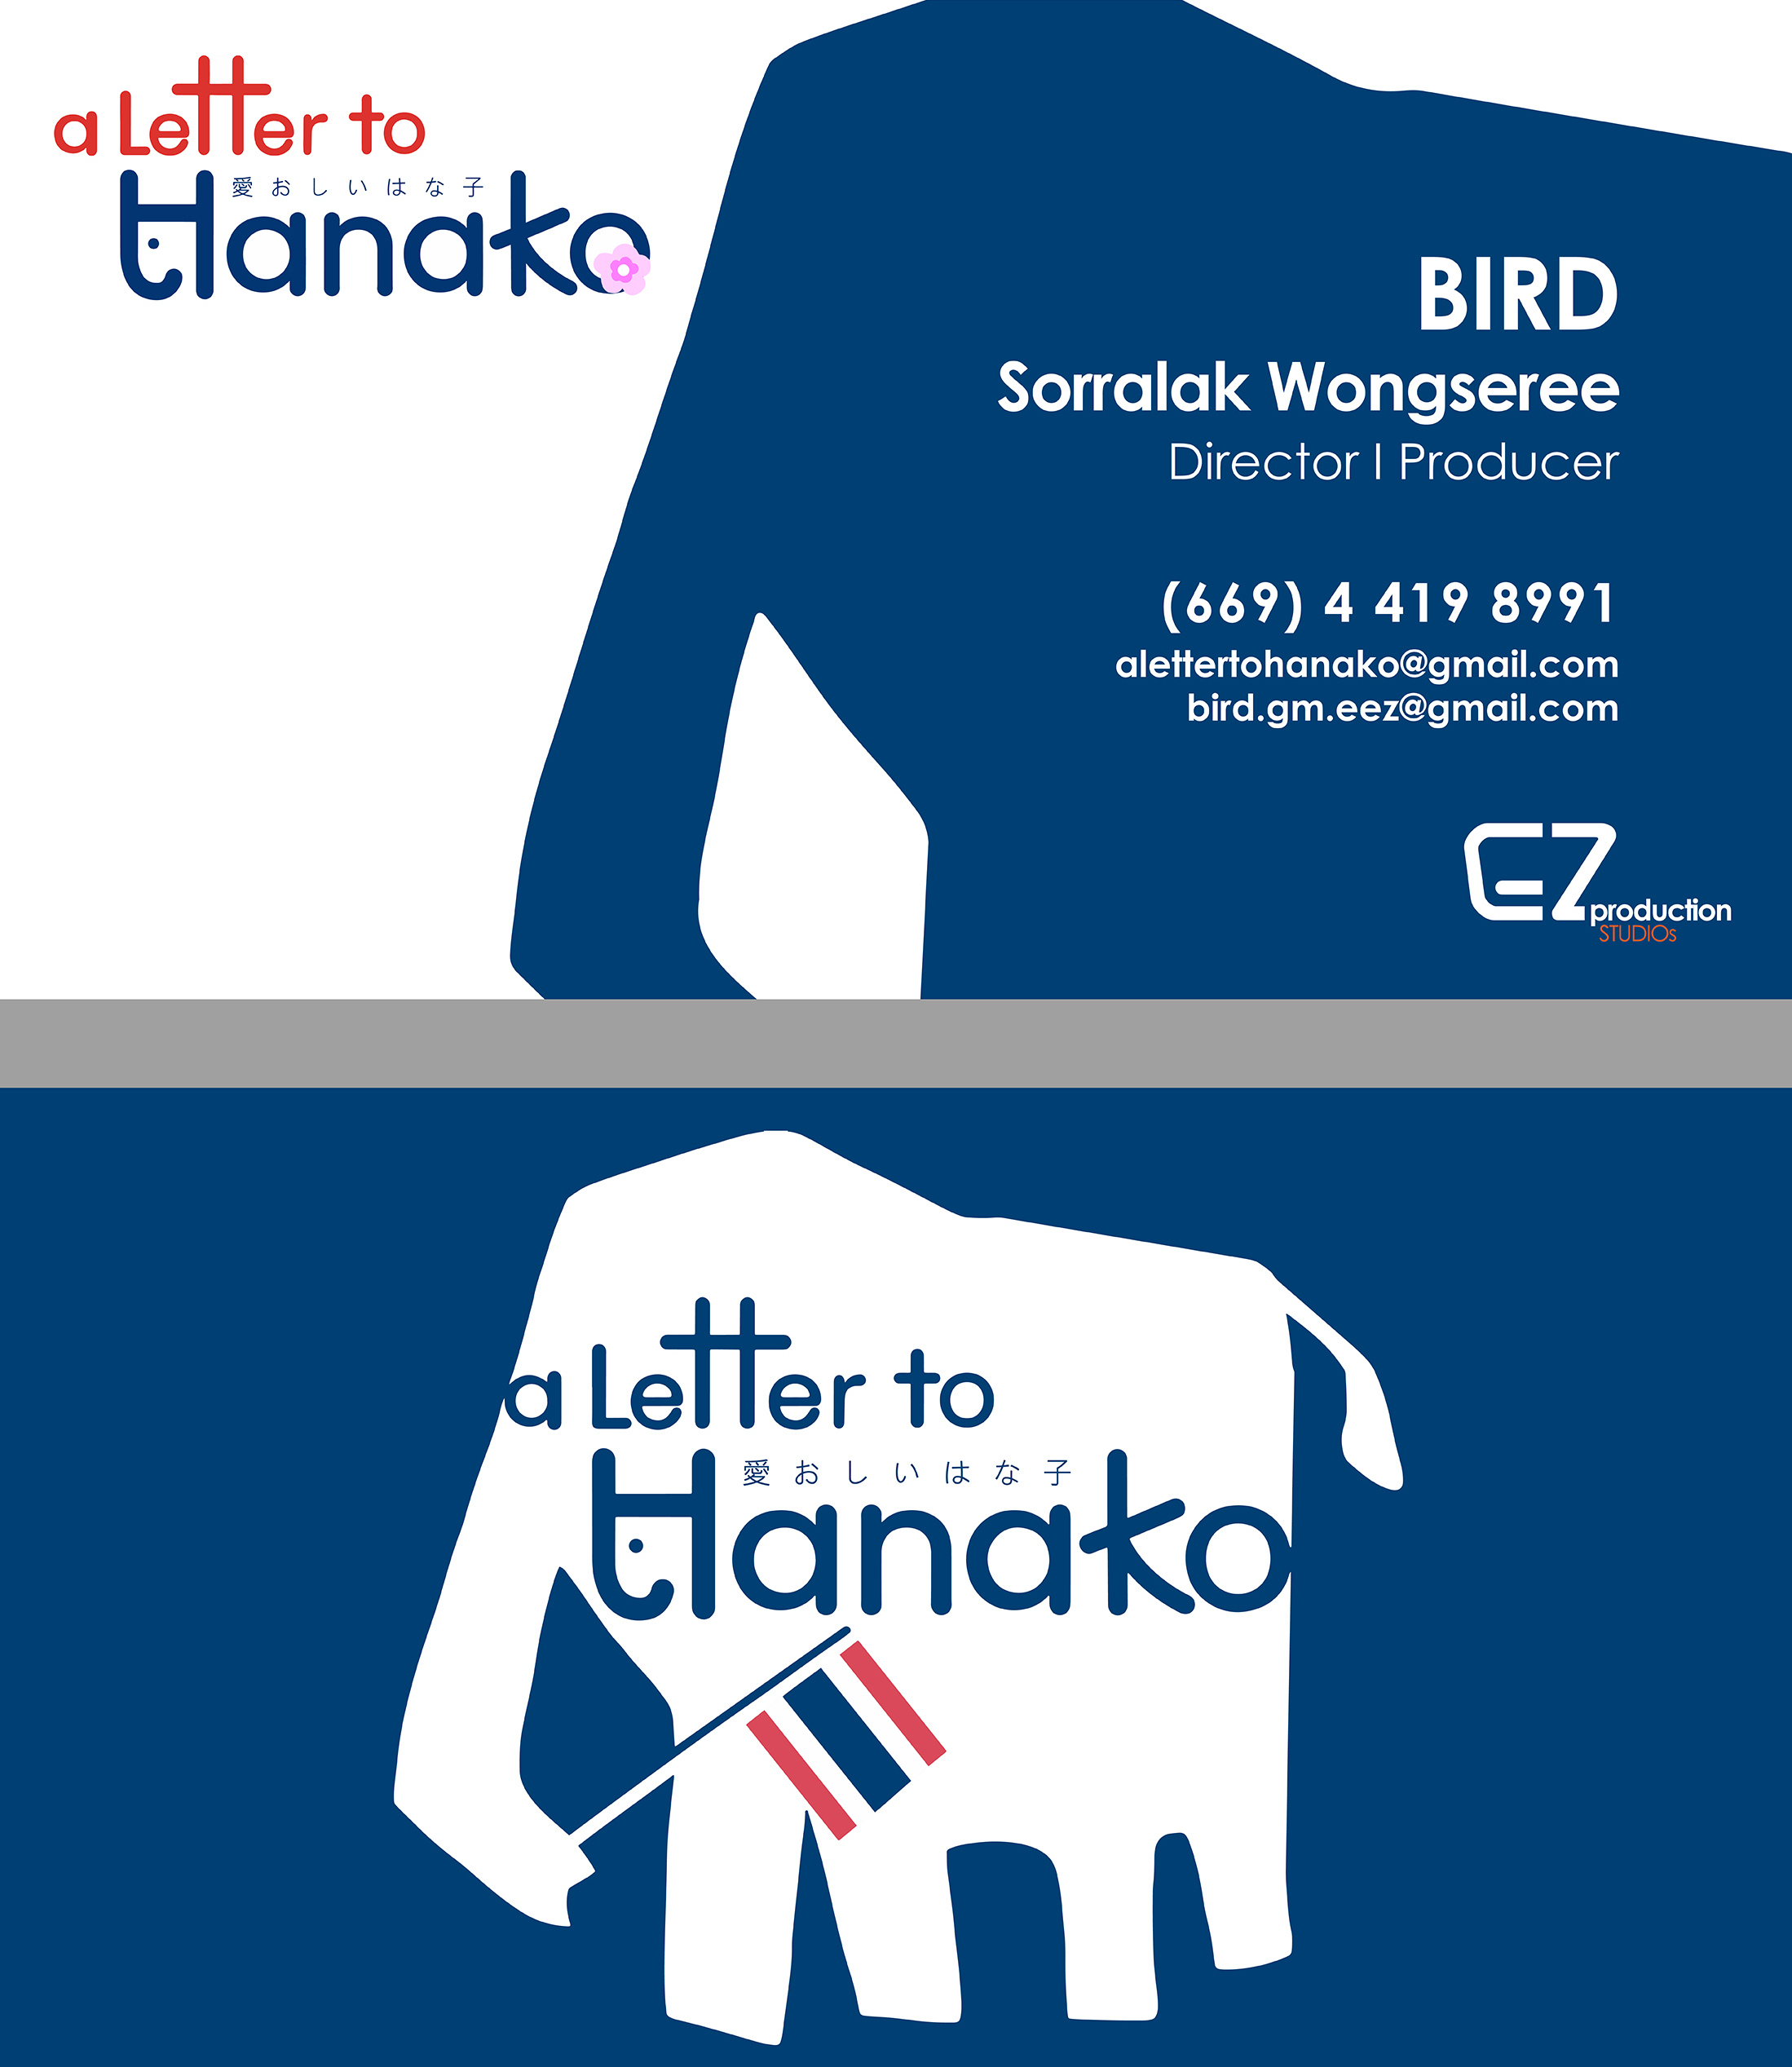 a Letter to
愛おしいはな子
Hanako
BIRD
Sorralak Wongseree
Director | Producer
(669) 4 419 8991
alettertohanako@gmail.com
bird.gm.eez@gmail.com
EZ production
STUDIOs
a Letter to
愛おしいはな子
Hanako